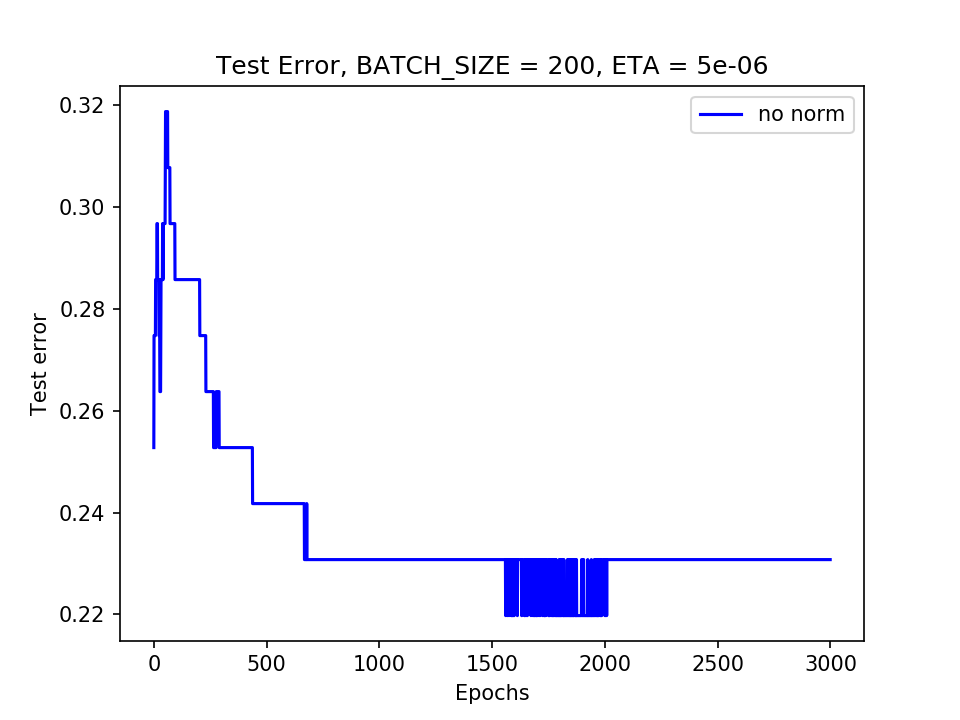 Test Error, BATCH_SIZE = 200, ETA = 5e-06
no norm
0.32
0.30
0.28
0.26
0.24
0.22
Test error
0 500 1000 1500 2000 2500 3000
Epochs